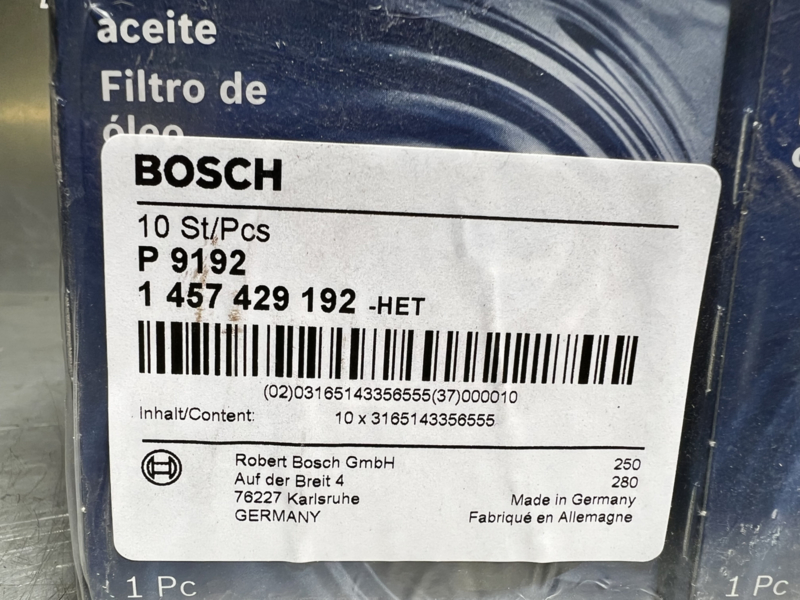 aceite
Filtro de
óleo
BOSCH
10 St/Pcs
P 9192
1 457 429 192 -HET
(02)03165143356555(37)000010
Inhalt/Content: 10 x 3165143356555
Robert Bosch GmbH 250
Auf der Breit 4 280
76227 Karlsruhe Made in Germany
GERMANY Fabriqué en Allemagne
1 Pc
1 Pc